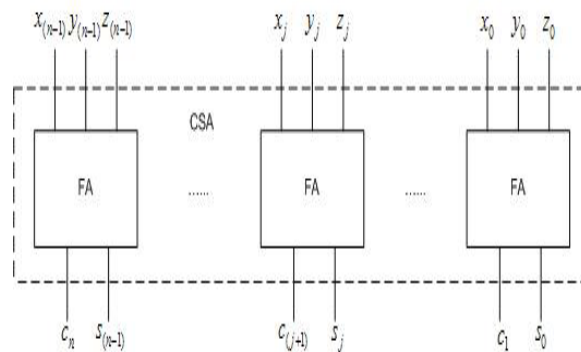 x(n-1) y(n-1) z(n-1) xj yj zj x0 y0 z0
CSA
FA ...... FA ...... FA
cn s(n-1) c(j+1) sj c1 s0